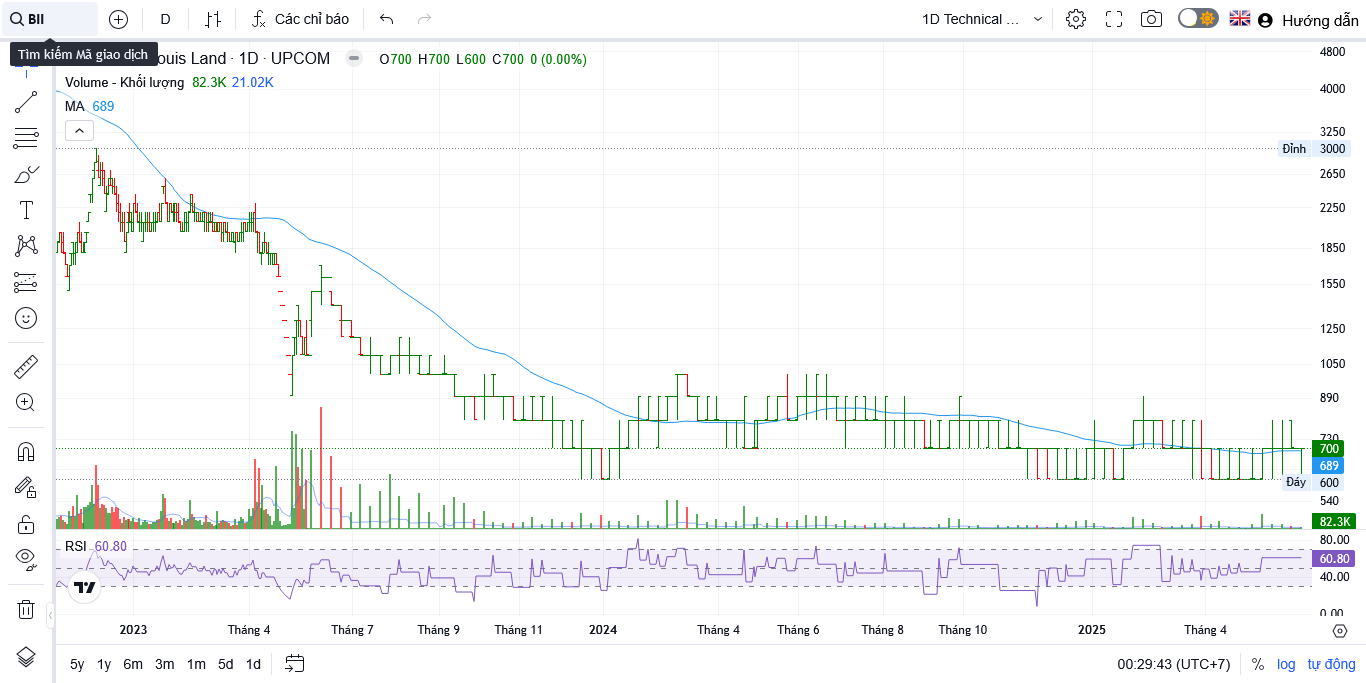 BII
D
Các chỉ báo
1D Technical ...
Hướng dẫn
Tìm kiếm Mã giao dịch
ouis Land · 1D · UPCOM
O700 H700 L600 C700 0 (0.00%)
Volume - Khối lượng 82.3K 21.02K
MA 689
4800
4000
3250
Đỉnh 3000
2650
2250
1850
1550
1250
1050
890
730
700
689
Đáy 600
540
82.3K
RSI 60.80
80.00
60.80
40.00
0.00
2023 Tháng 4 Tháng 7 Tháng 9 Tháng 11 2024 Tháng 4 Tháng 6 Tháng 8 Tháng 10 2025 Tháng 4
5y 1y 6m 3m 1m 5d 1d
00:29:43 (UTC+7) % log tự động